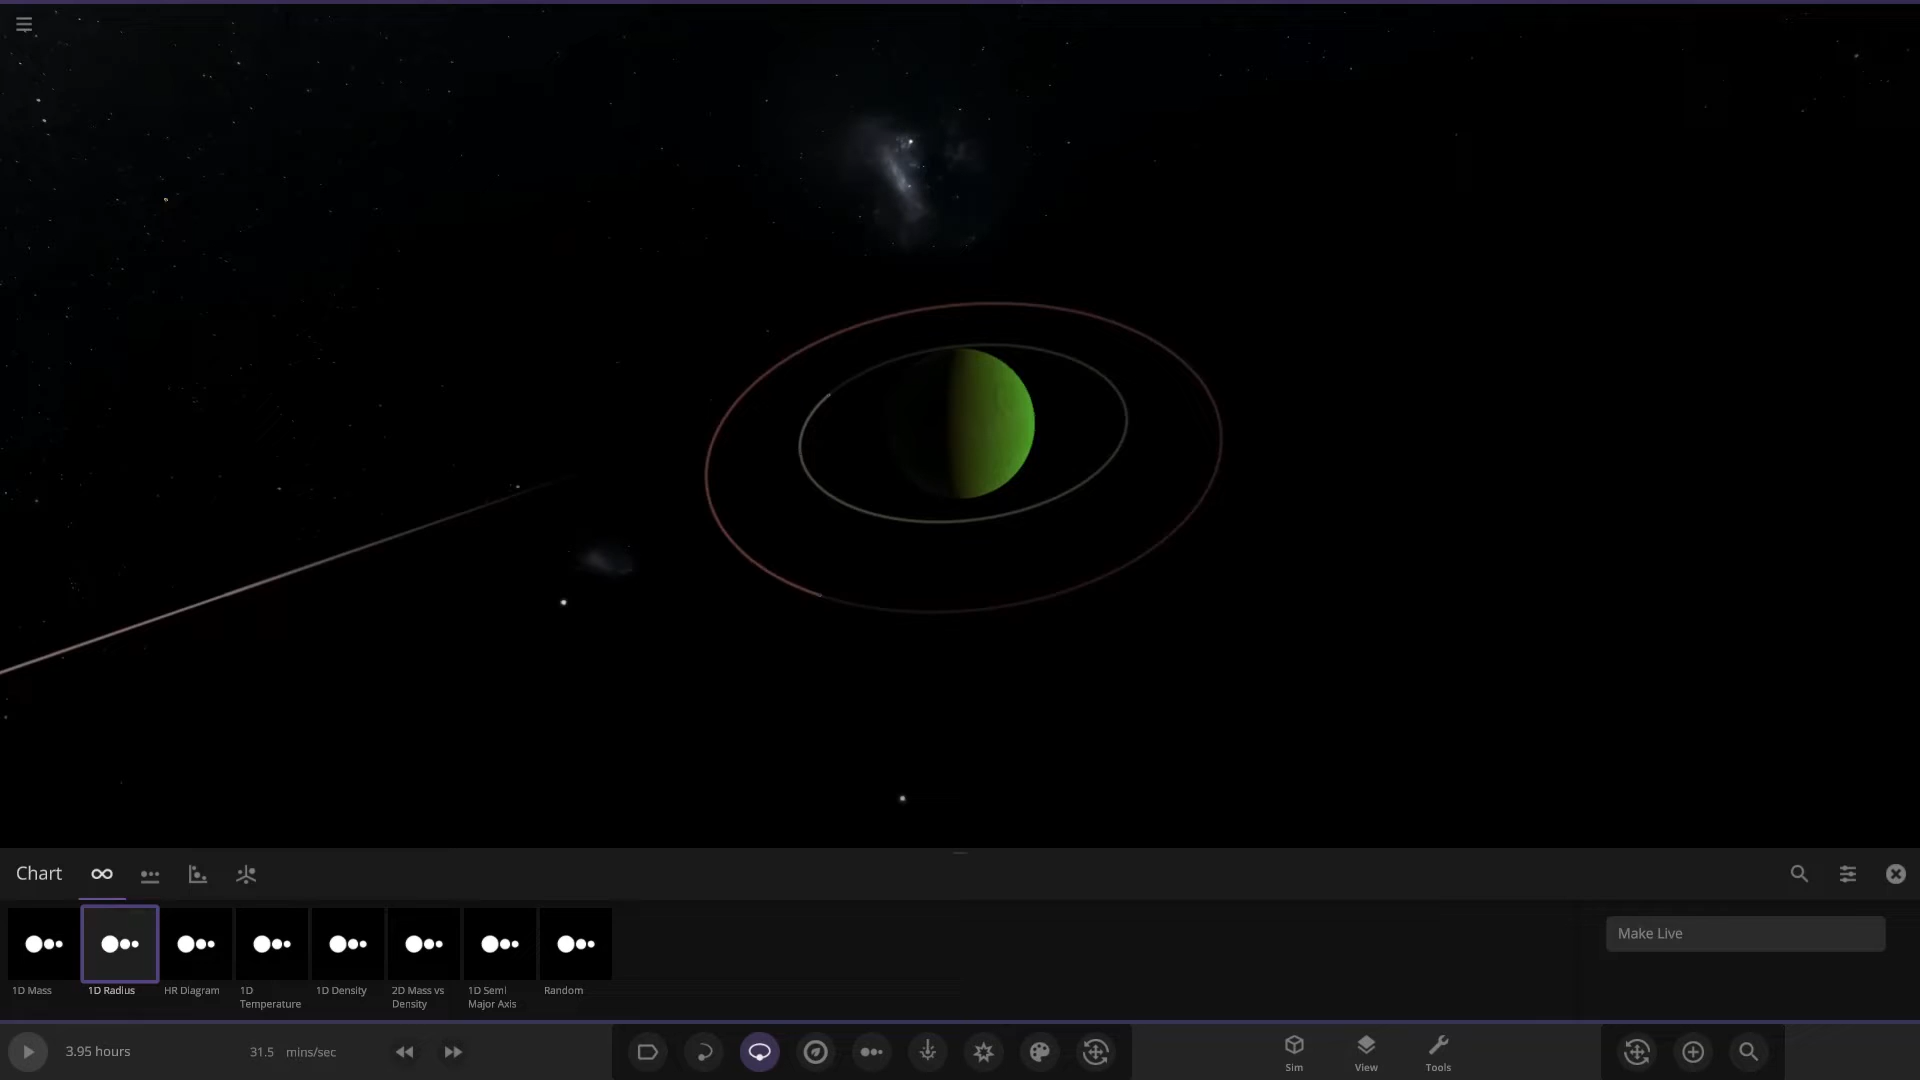 Chart
Make Live
1D Mass
1D Radius
HR Diagram
1D
Temperature
1D Density
2D Mass vs
Density
1D Semi
Major Axis
Random
3.95 hours
31.5 mins/sec
Sim
View
Tools